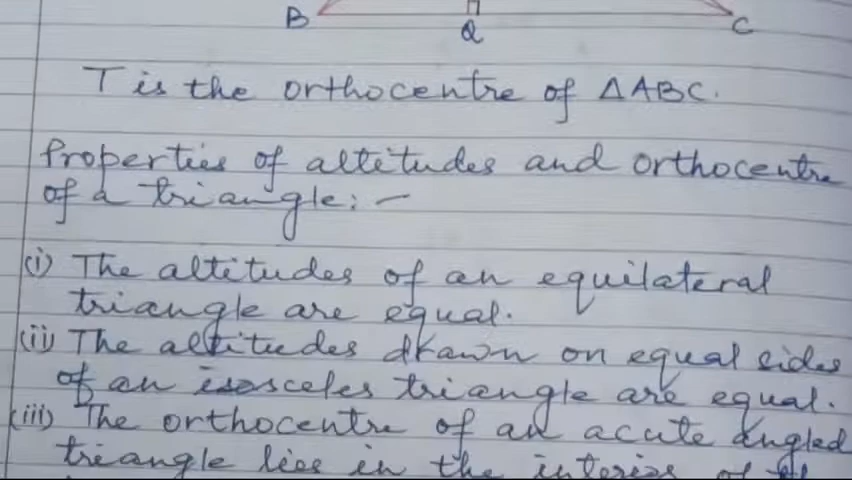 B
Q
C
T is the orthocentre of ΔABC.
Properties of altitudes and orthocentre
of a triangle: -
(i) The altitudes of an equilateral
triangle are equal.
(ii) The altitudes drawn on equal sides
of an isosceles triangle are equal.
(iii) The orthocentre of an acute angled
triangle lies in the interior of